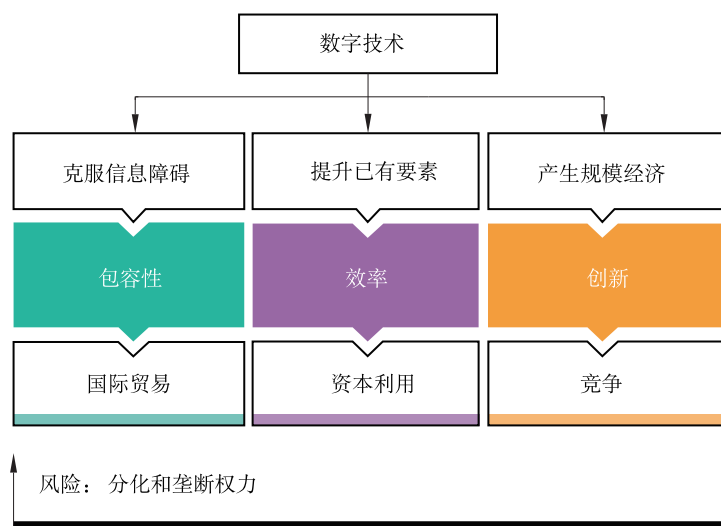 数字技术
克服信息障碍
提升已有要素
产生规模经济
包容性
效率
创新
国际贸易
资本利用
竞争
风险：分化和垄断权力